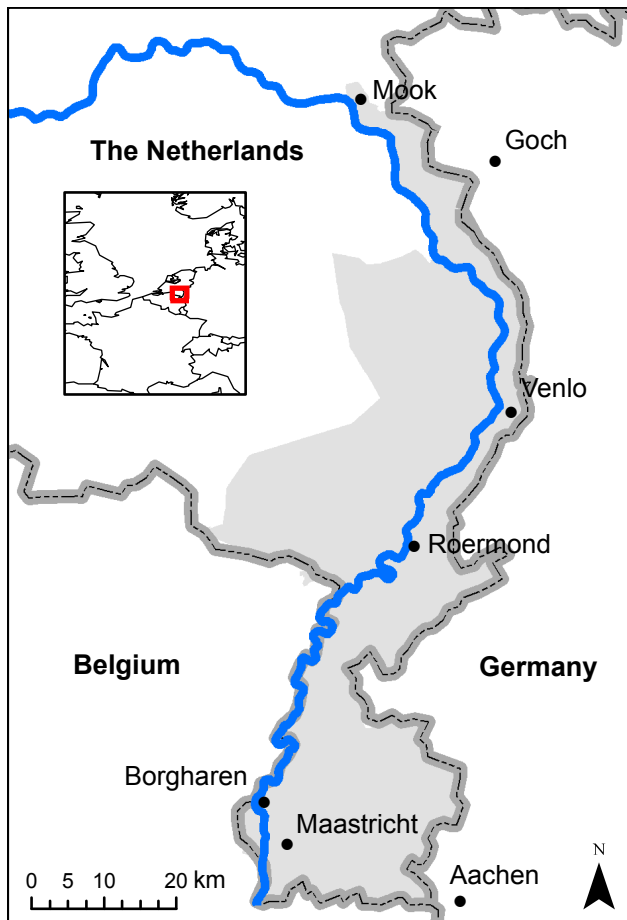 Mook
Goch
The Netherlands
Venlo
Roermond
Belgium
Germany
Borgharen
Maastricht
Aachen
N
0 5 10 20 km